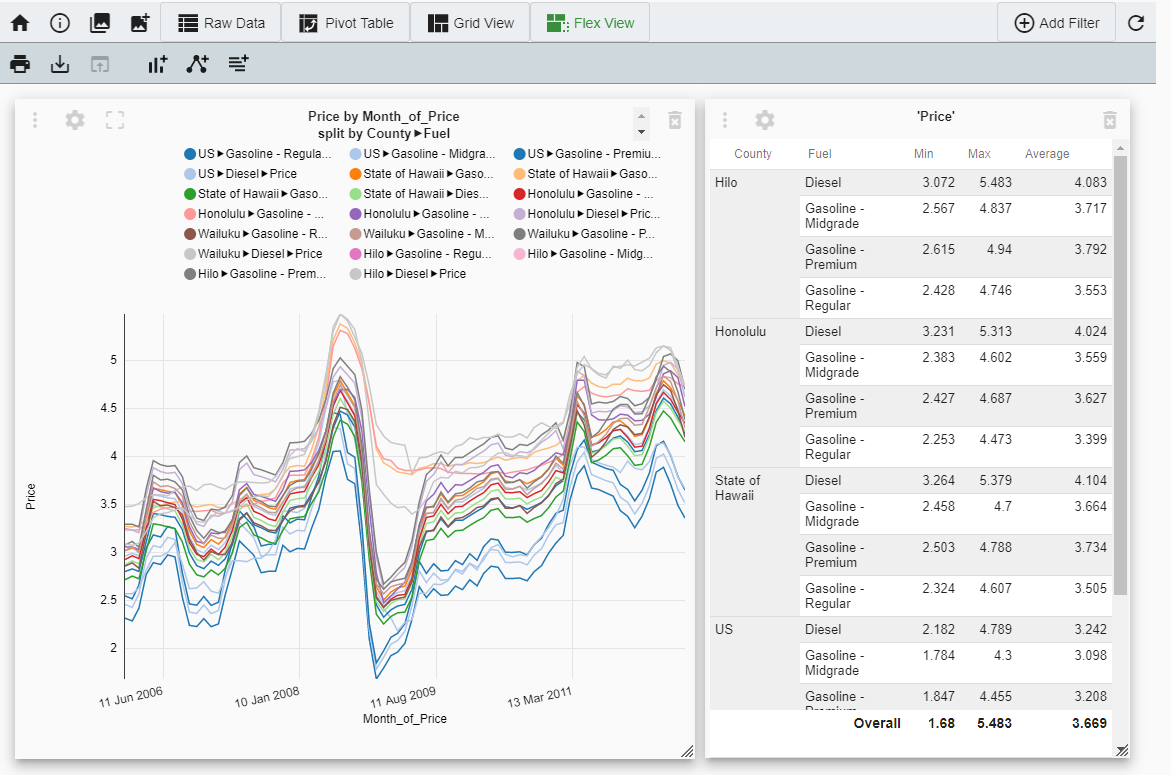 Raw Data Pivot Table Grid View Flex View Add Filter
Price by Month_of_Price
split by County▶Fuel
US▶Gasoline - Regula... US▶Gasoline - Midgra... US▶Gasoline - Premiu...
US▶Diesel▶Price State of Hawaii▶Gaso... State of Hawaii▶Gaso...
State of Hawaii▶Gaso... State of Hawaii▶Dies... Honolulu▶Gasoline - ...
Honolulu▶Gasoline - ... Honolulu▶Gasoline - ... Honolulu▶Diesel▶Pric...
Wailuku▶Gasoline - R... Wailuku▶Gasoline - M... Wailuku▶Gasoline - P...
Wailuku▶Diesel▶Price Hilo▶Gasoline - Regu... Hilo▶Gasoline - Midg...
Hilo▶Gasoline - Prem... Hilo▶Diesel▶Price
Price
5
4.5
4
3.5
3
2.5
2
11 Jun 2006 10 Jan 2008 11 Aug 2009 13 Mar 2011
Month_of_Price
'Price'
County Fuel Min Max Average
Hilo Diesel 3.072 5.483 4.083
Gasoline - 2.567 4.837 3.717
Midgrade
Gasoline - 2.615 4.94 3.792
Premium
Gasoline - 2.428 4.746 3.553
Regular
Honolulu Diesel 3.231 5.313 4.024
Gasoline - 2.383 4.602 3.559
Midgrade
Gasoline - 2.427 4.687 3.627
Premium
Gasoline - 2.253 4.473 3.399
Regular
State of Diesel 3.264 5.379 4.104
Hawaii
Gasoline - 2.458 4.7 3.664
Midgrade
Gasoline - 2.503 4.788 3.734
Premium
Gasoline - 2.324 4.607 3.505
Regular
US Diesel 2.182 4.789 3.242
Gasoline - 1.784 4.3 3.098
Midgrade
Gasoline - 1.847 4.455 3.208
Premium
Overall 1.68 5.483 3.669